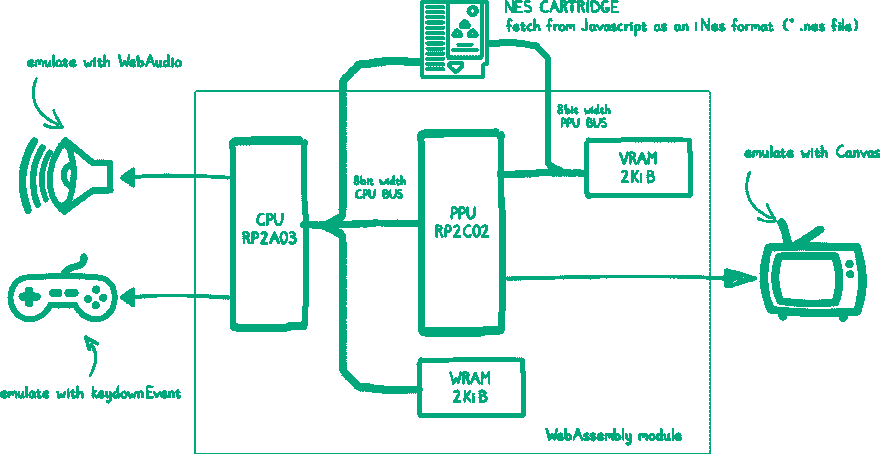 NES CARTRIDGE
fetch from Javascript as an iNes format (* .nes file)
emulate with WebAudio
8bit width
PPU BUS
VRAM
2KiB
emulate with Canvas
8bit width
CPU BUS
CPU
RP2A03
PPU
RP2C02
WRAM
2KiB
emulate with keydownEvent
WebAssembly module